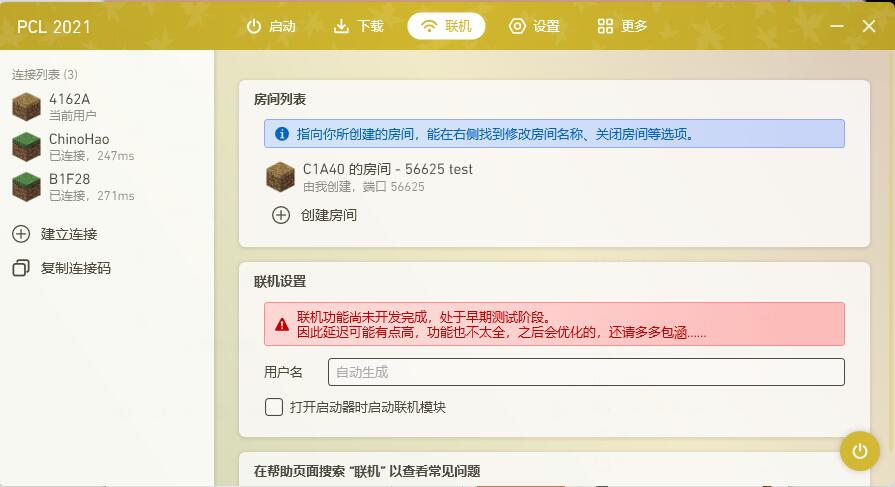 PCL 2021
启动
下载
联机
设置
更多
连接列表 (3)
4162A
当前用户
ChinoHao
已连接，247ms
B1F28
已连接，271ms
建立连接
复制连接码
房间列表
指向你所创建的房间，能在右侧找到修改房间名称、关闭房间等选项。
C1A40 的房间 - 56625 test
由我创建，端口 56625
创建房间
联机设置
联机功能尚未开发完成，处于早期测试阶段。
因此延迟可能有点高，功能也不太全，之后会优化的，还请多多包涵......
用户名
自动生成
打开启动器时启动联机模块
在帮助页面搜索 “联机” 以查看常见问题